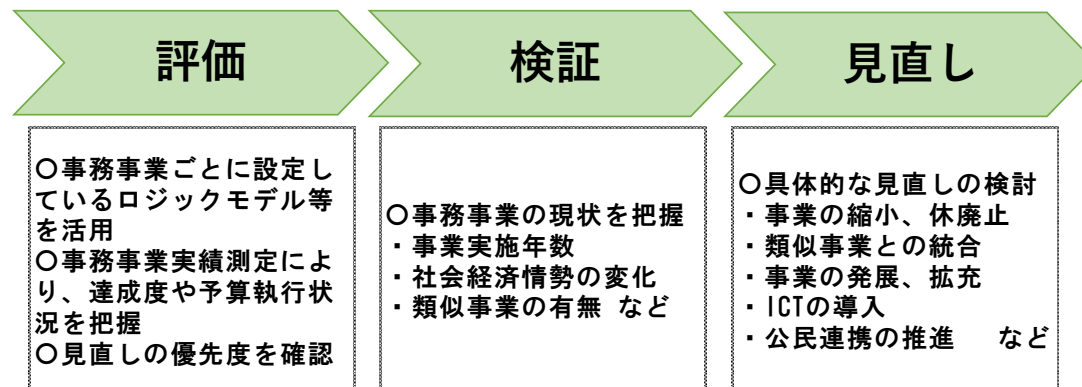 評価
〇事務事業ごとに設定し
ているロジックモデル等
を活用
〇事務事業実績測定によ
り、達成度や予算執行状
況を把握
〇見直しの優先度を確認
検証
〇事務事業の現状を把握
・事業実施年数
・社会経済情勢の変化
・類似事業の有無 など
見直し
〇具体的な見直しの検討
・事業の縮小、休廃止
・類似事業との統合
・事業の発展、拡充
・ICTの導入
・公民連携の推進　など